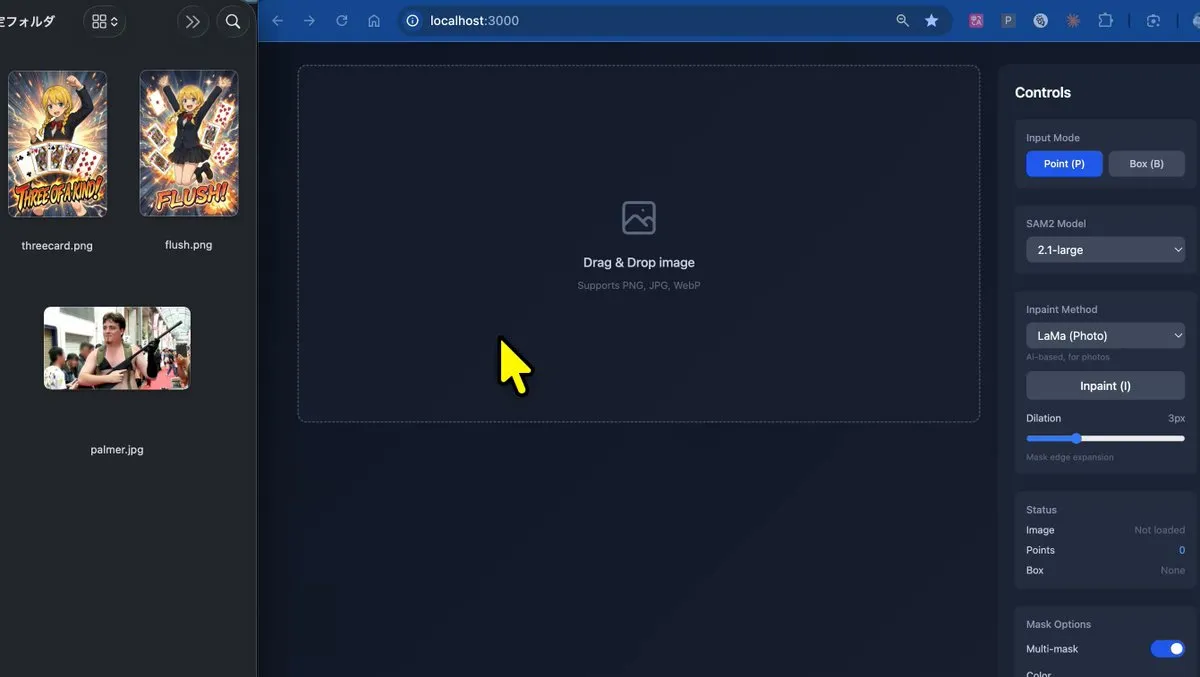 定フォルダ
THREE OF A KIND!
FLUSH!
threecard.png
flush.png
palmer.jpg
localhost:3000
P
Drag & Drop image
Supports PNG, JPG, WebP
Controls
Input Mode
Point (P)
Box (B)
SAM2 Model
2.1-large
Inpaint Method
LaMa (Photo)
AI-based, for photos
Inpaint (I)
Dilation
3px
Mask edge expansion
Status
Image
Not loaded
Points
0
Box
None
Mask Options
Multi-mask
Color